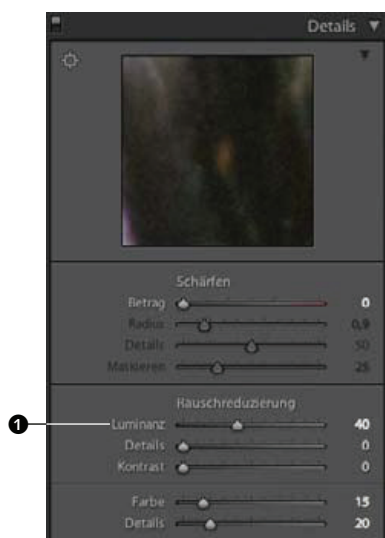 Details
Schärfen
Betrag 0
Radius 0,9
Details 50
Maskieren 25
Rauschreduzierung
1 Luminanz 40
Details 0
Kontrast 0
Farbe 15
Details 20